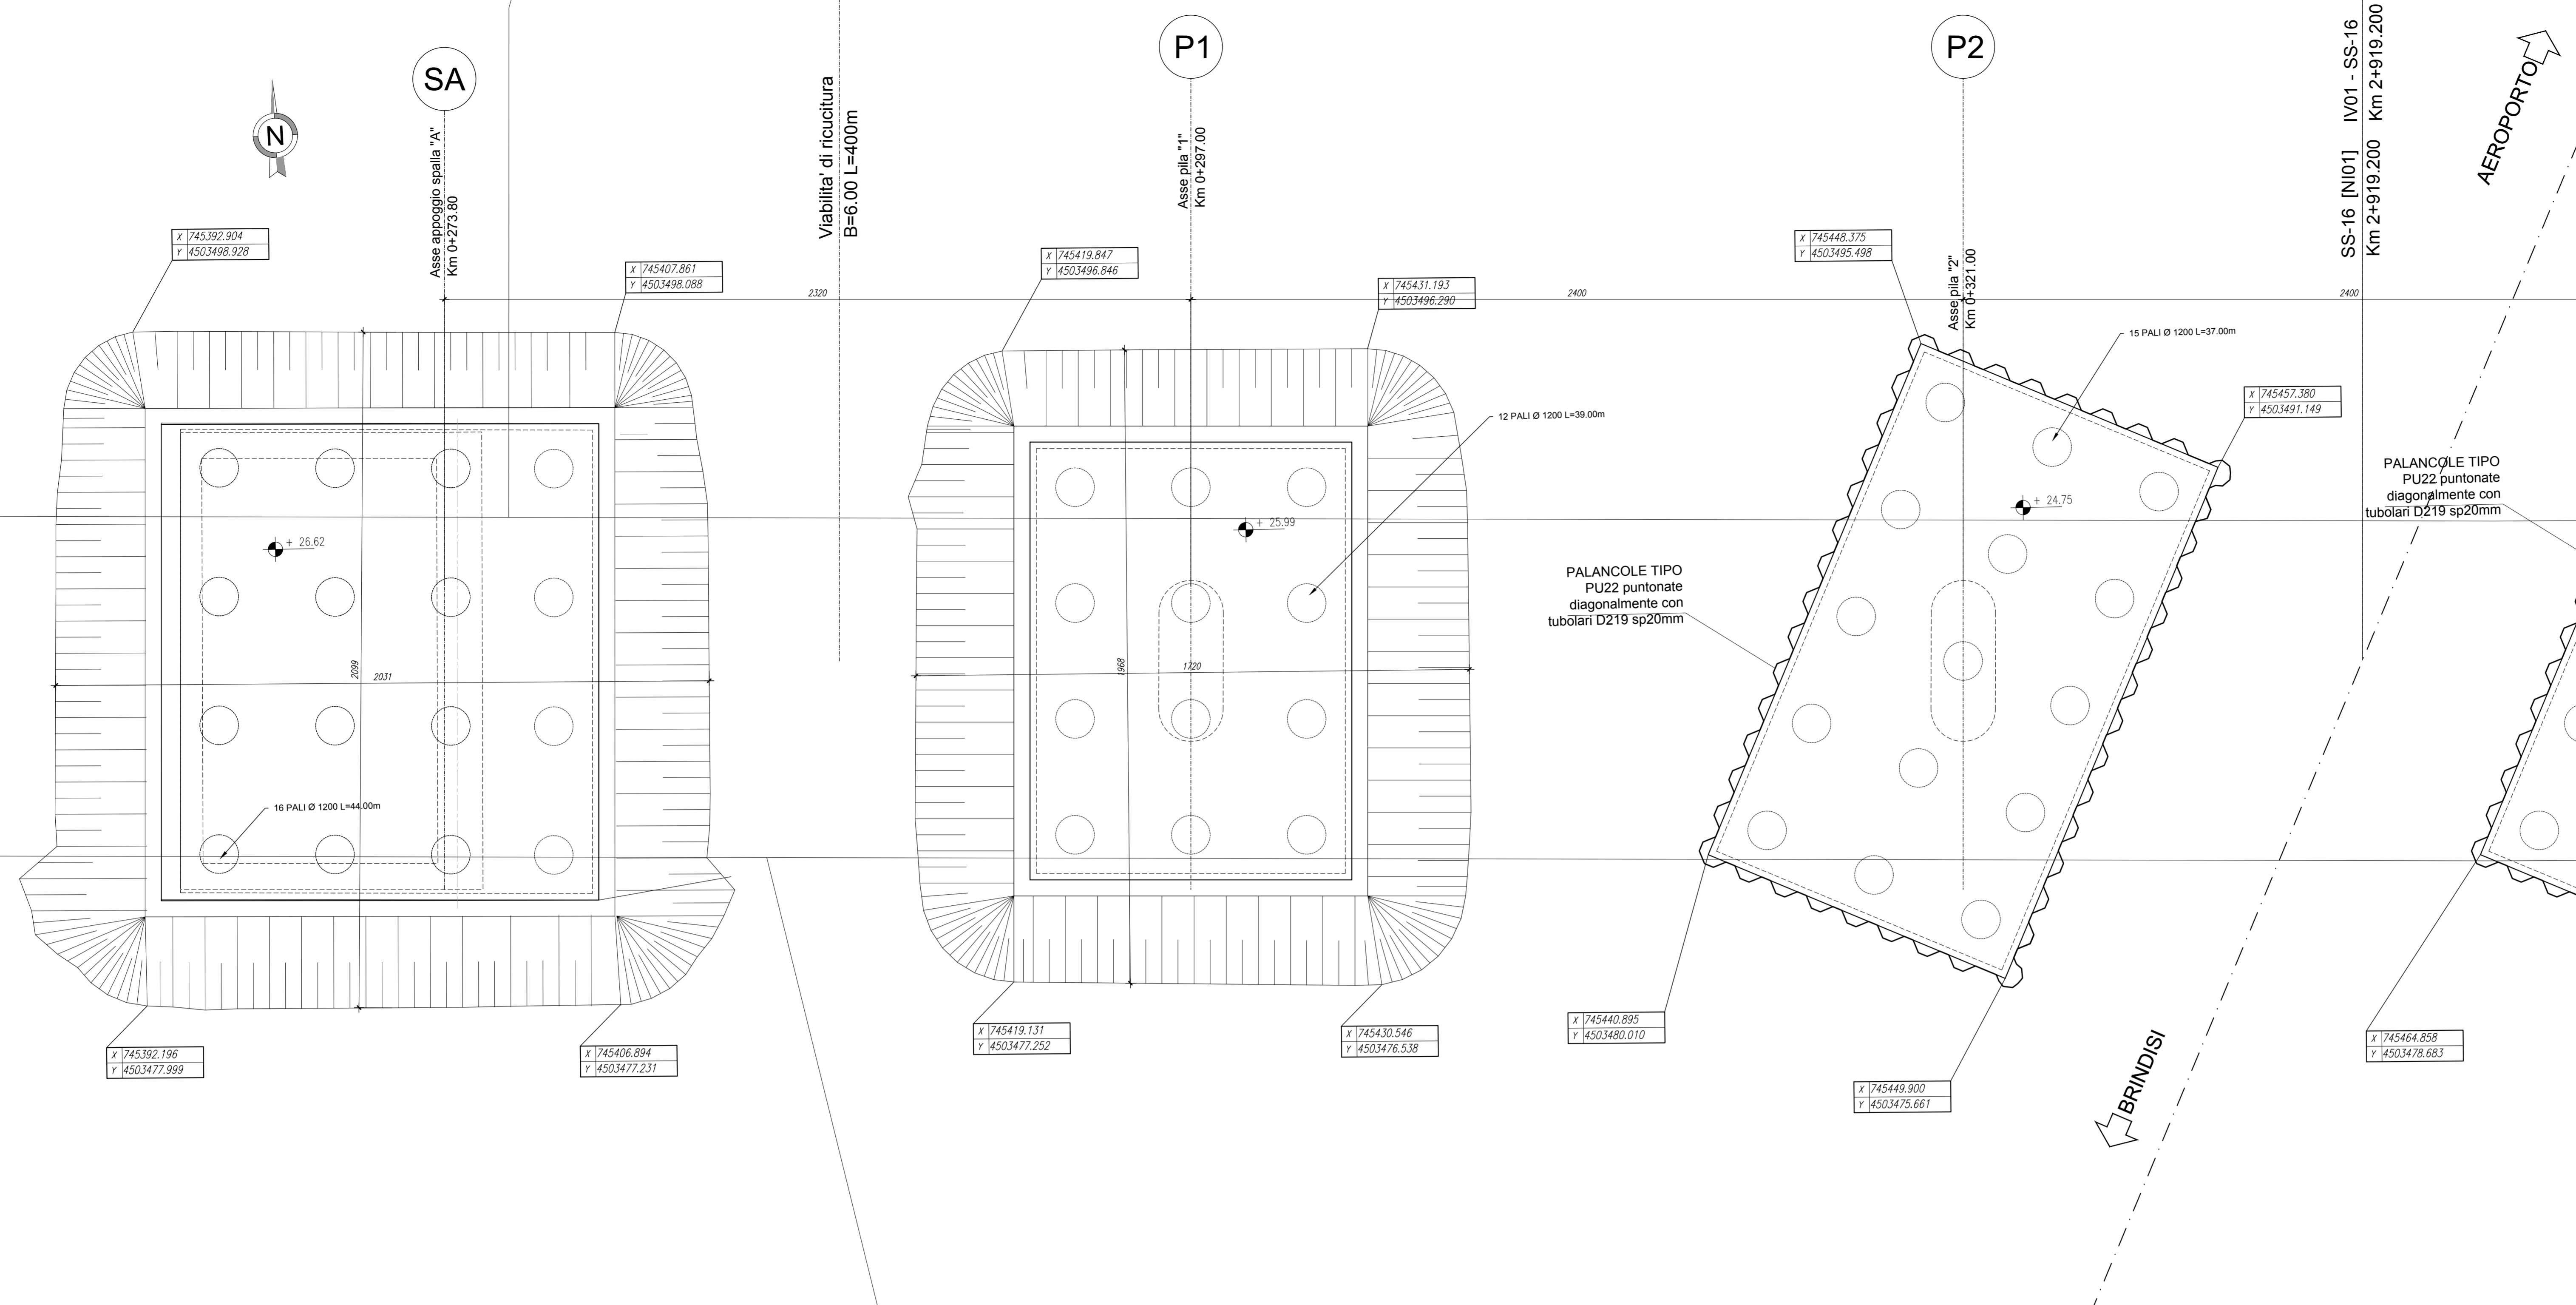 SA
P1
P2
N
Asse appoggio spalla "A"
Km 0+273.80
Viabilita' di ricucitura
B=6.00 L=400m
Asse pila "1"
Km 0+297.00
Asse pila "2"
Km 0+321.00
SS-16 [NI01] IV01 - SS-16
Km 2+919.200 Km 2+919.200
AEROPORTO
X 745392.904
Y 4503498.928
X 745407.861
Y 4503498.088
X 745419.847
Y 4503496.846
X 745431.193
Y 4503496.290
X 745448.375
Y 4503495.498
X 745457.380
Y 4503491.149
2320
2400
2400
15 PALI Ø 1200 L=37.00m
12 PALI Ø 1200 L=39.00m
16 PALI Ø 1200 L=44.00m
+ 26.62
+ 25.99
+ 24.75
PALANCOLE TIPO
PU22 puntonate
diagonalmente con
tubolari D219 sp20mm
PALANCOLE TIPO
PU22 puntonate
diagonalmente con
tubolari D219 sp20mm
2099
2031
1968
1720
X 745392.196
Y 4503477.999
X 745406.894
Y 4503477.231
X 745419.131
Y 4503477.252
X 745430.546
Y 4503476.538
X 745440.895
Y 4503480.010
X 745449.900
Y 4503475.661
X 745464.858
Y 4503478.683
BRINDISI